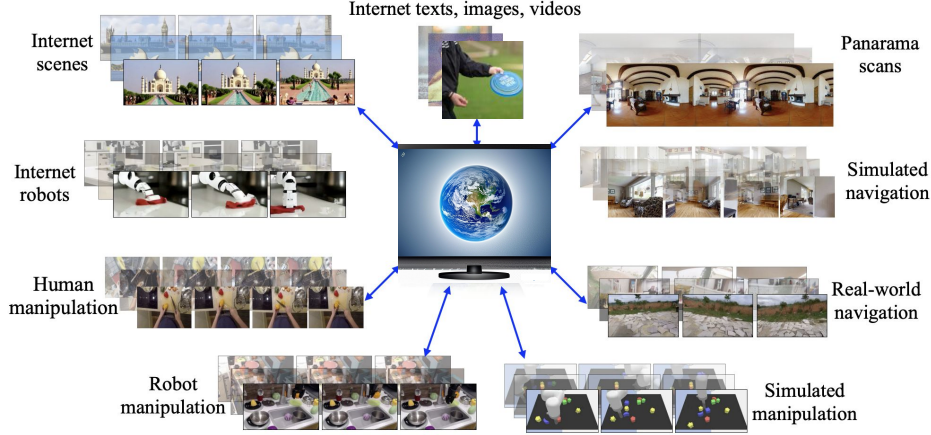 Internet texts, images, videos
Internet
scenes
Panarama
scans
Internet
robots
Simulated
navigation
Human
manipulation
Real-world
navigation
Robot
manipulation
Simulated
manipulation